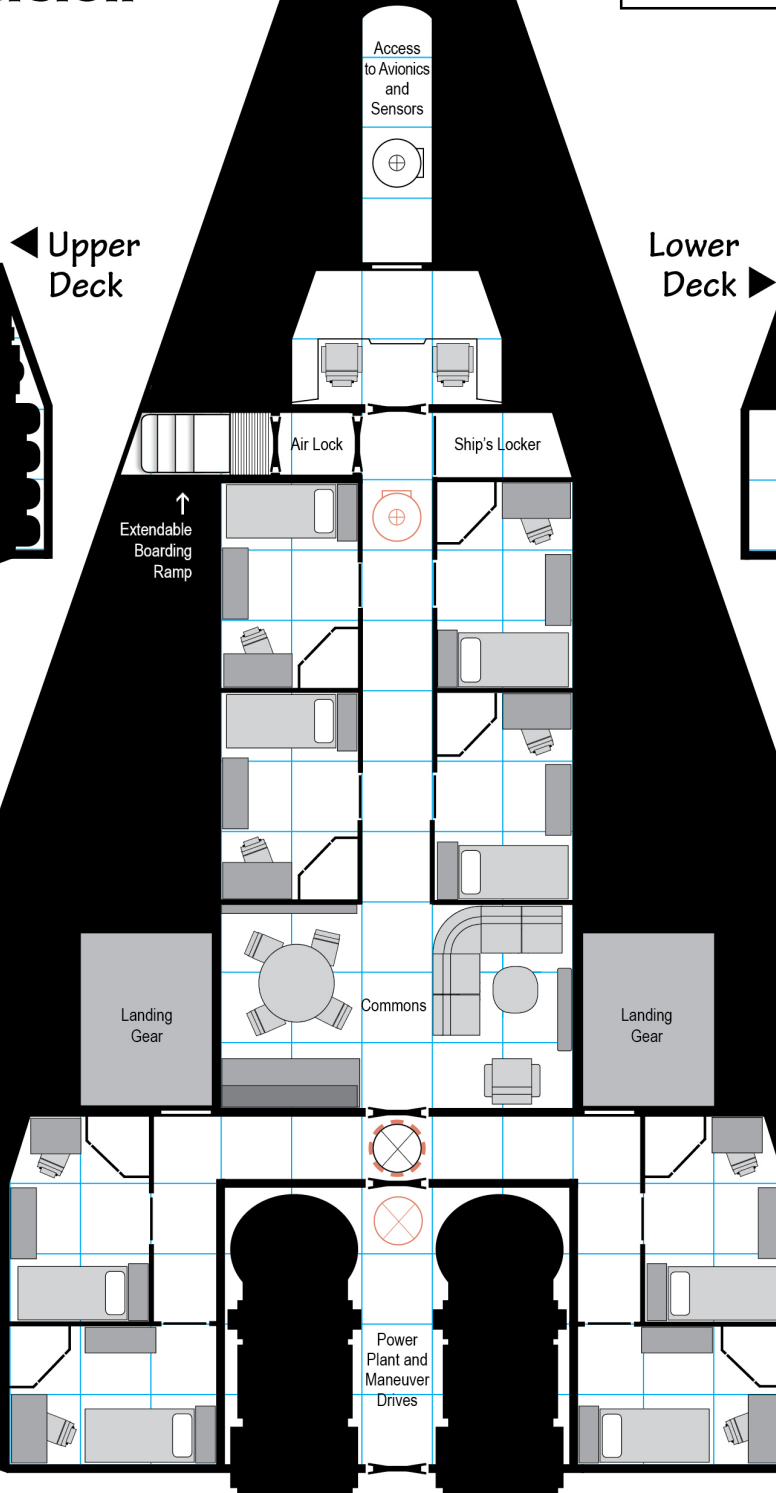 Access
to Avionics
and
Sensors
Upper
Deck
Lower
Deck
Air Lock
Ship's Locker
Extendable
Boarding
Ramp
Commons
Landing
Gear
Landing
Gear
Power
Plant and
Maneuver
Drives